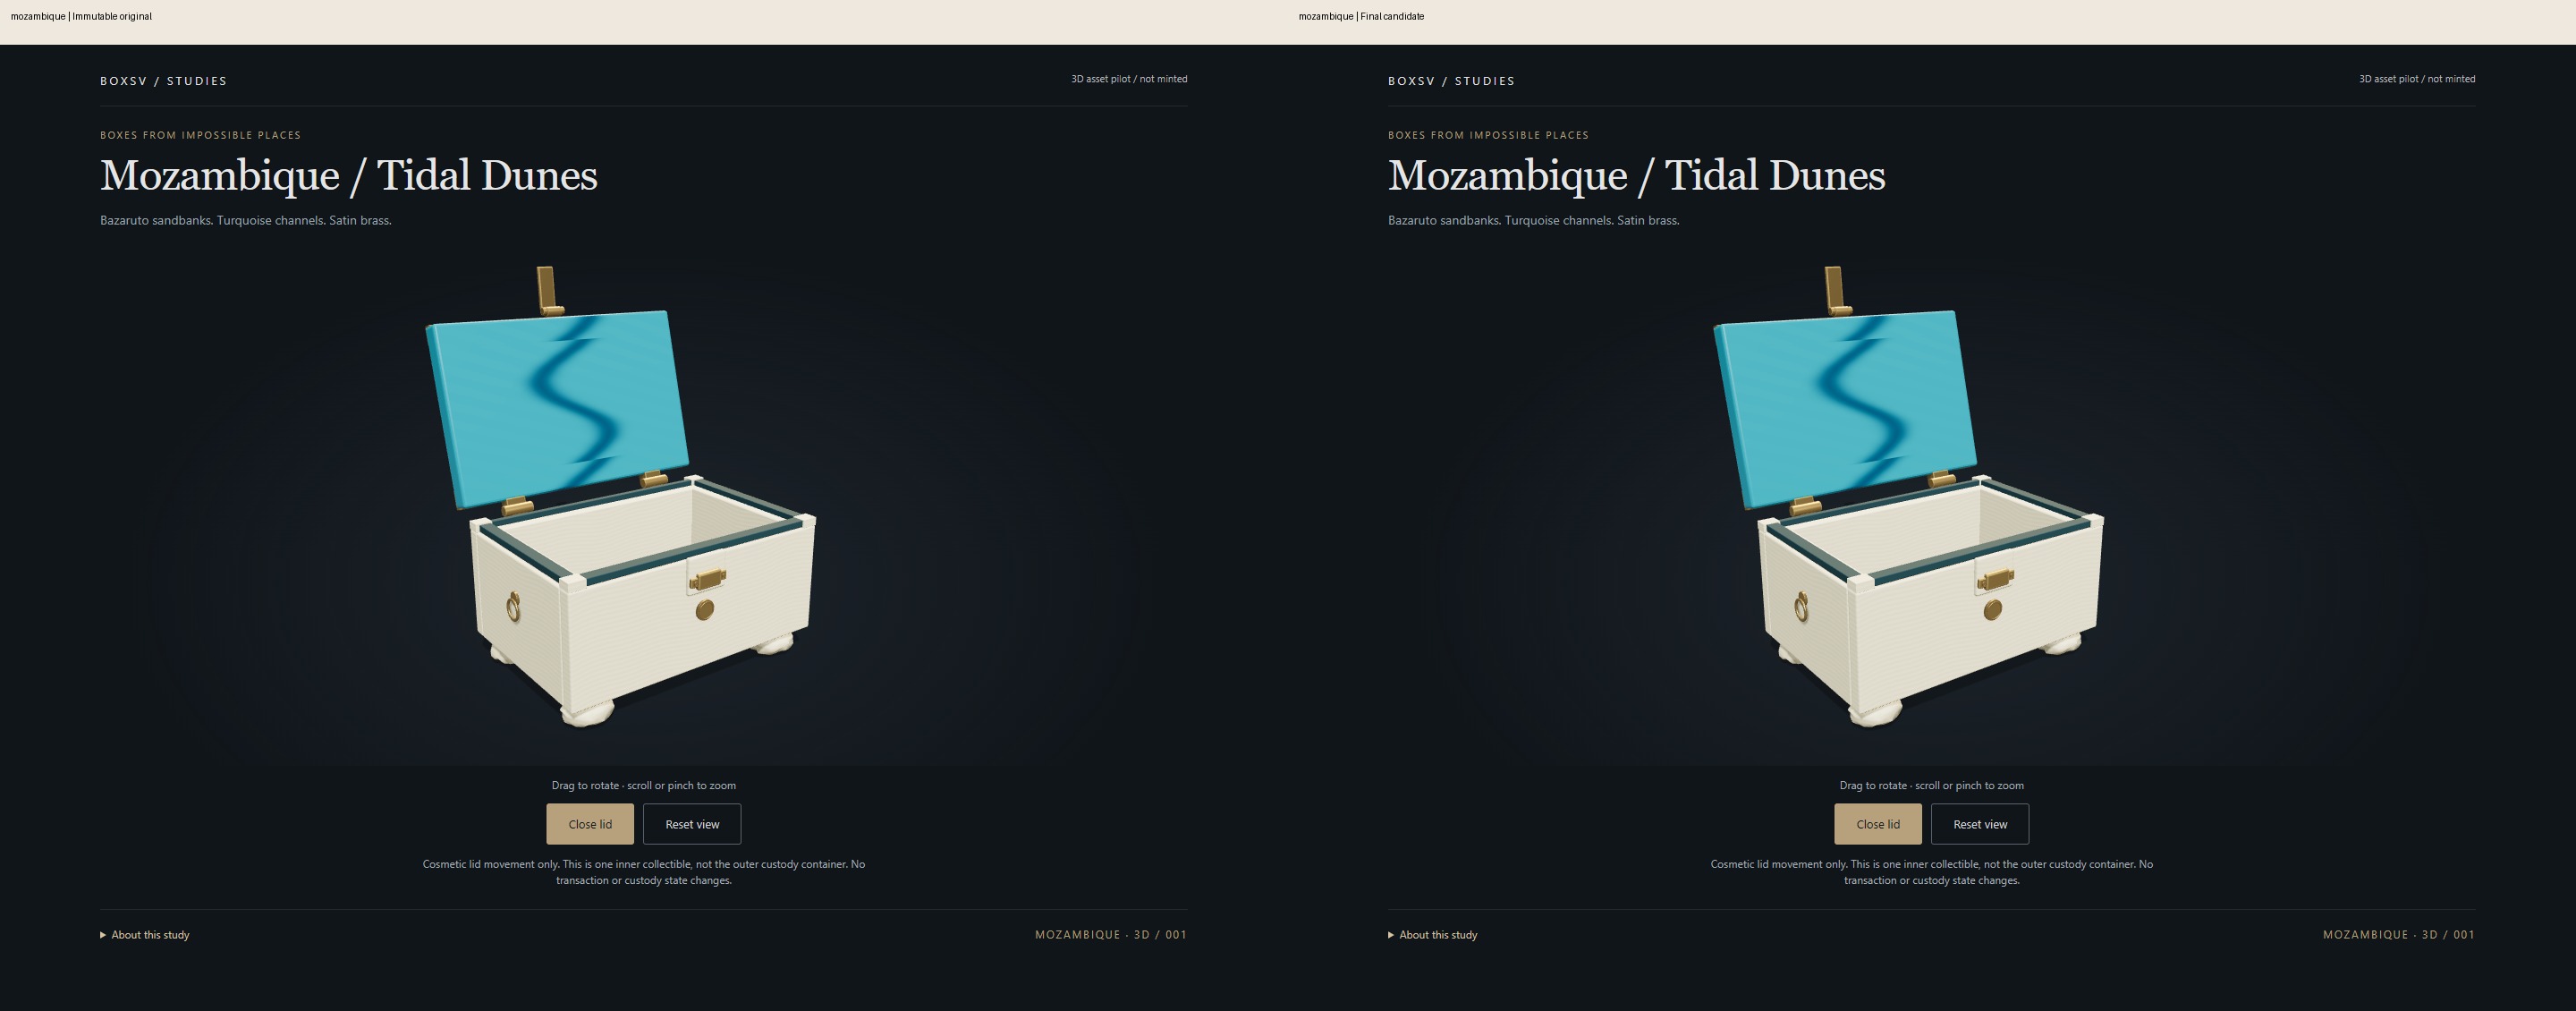 mozambique | Immutable original
BOXSV / STUDIES
3D asset pilot / not minted
BOXES FROM IMPOSSIBLE PLACES
Mozambique / Tidal Dunes
Bazaruto sandbanks. Turquoise channels. Satin brass.
Drag to rotate · scroll or pinch to zoom
Close lid
Reset view
Cosmetic lid movement only. This is one inner collectible, not the outer custody container. No
transaction or custody state changes.
▶ About this study
MOZAMBIQUE · 3D / 001
mozambique | Final candidate
BOXSV / STUDIES
3D asset pilot / not minted
BOXES FROM IMPOSSIBLE PLACES
Mozambique / Tidal Dunes
Bazaruto sandbanks. Turquoise channels. Satin brass.
Drag to rotate · scroll or pinch to zoom
Close lid
Reset view
Cosmetic lid movement only. This is one inner collectible, not the outer custody container. No
transaction or custody state changes.
▶ About this study
MOZAMBIQUE · 3D / 001